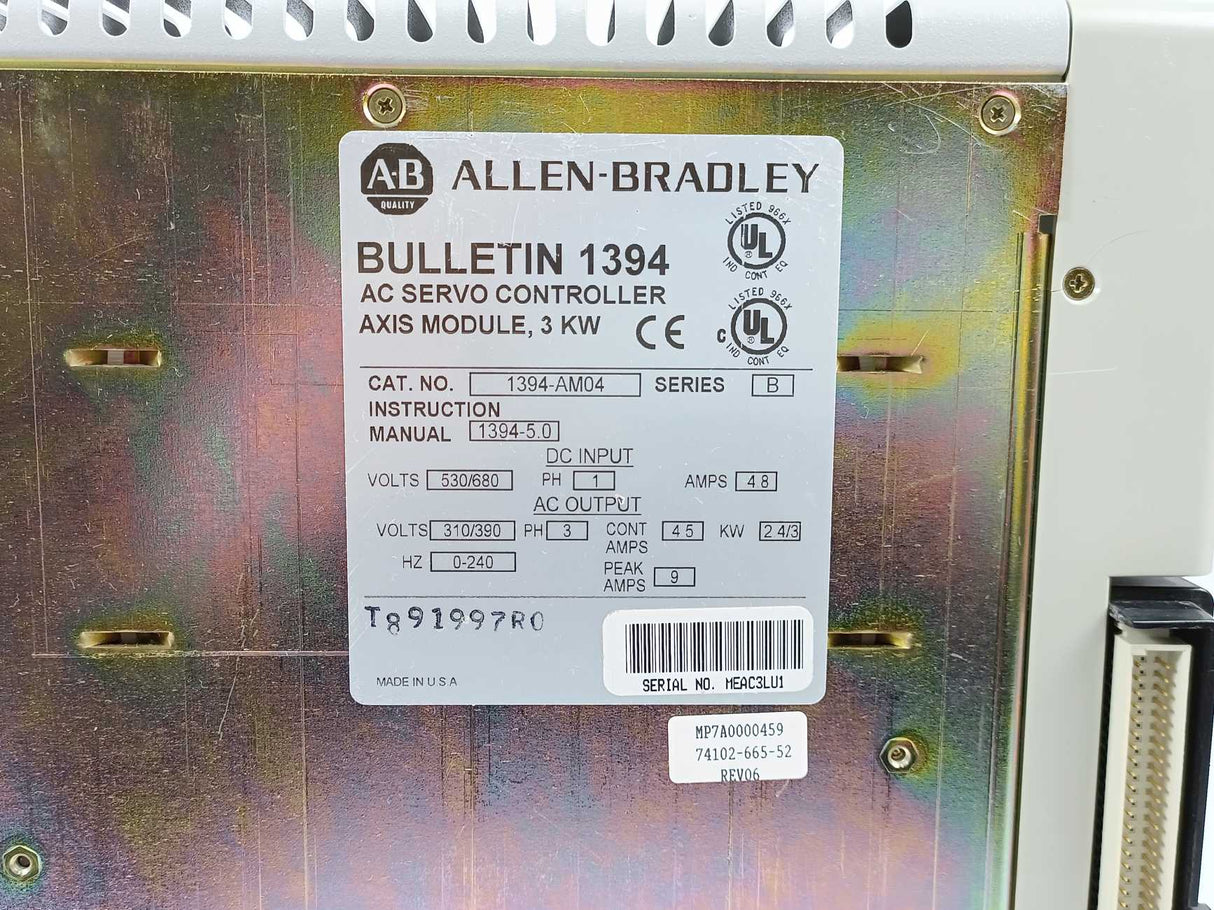 A·B QUALITY ALLEN-BRADLEY
LISTED 966X
UL ®
IND CONT EQ
BULLETIN 1394
AC SERVO CONTROLLER
AXIS MODULE, 3 KW CE
LISTED 966X
C UL ®
IND CONT EQ
CAT. NO. 1394-AM04 SERIES B
INSTRUCTION
MANUAL 1394-5.0
DC INPUT
VOLTS 530/680 PH 1 AMPS 4.8
AC OUTPUT
VOLTS 310/390 PH 3 CONT AMPS 4 5 KW 2 4/3
HZ 0-240 PEAK AMPS 9
T891997R0
MADE IN U S A
SERIAL NO. MEAC3LU1
MP7A0000459
74102-665-52
REV06